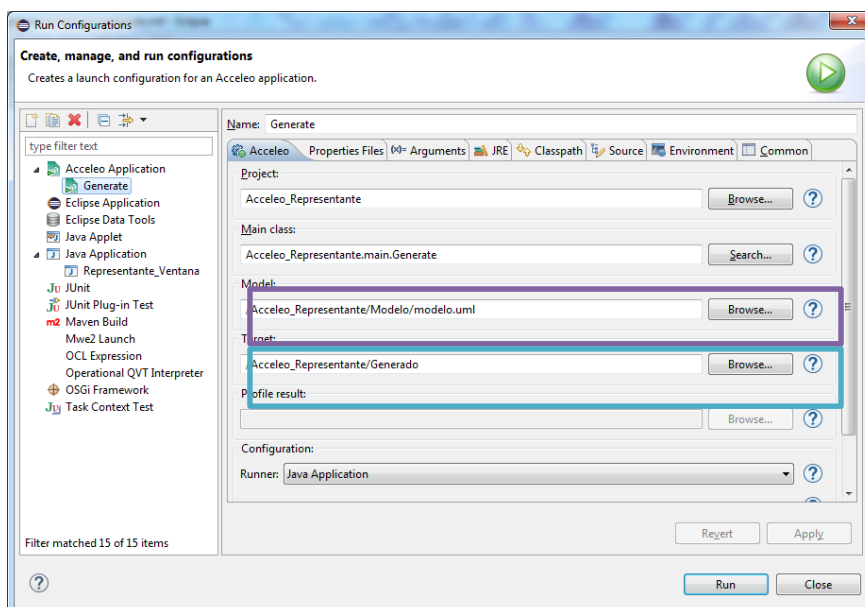 Run Configurations
Create, manage, and run configurations
Creates a launch configuration for an Acceleo application.
type filter text
Acceleo Application
Generate
Eclipse Application
Eclipse Data Tools
Java Applet
Java Application
Representante_Ventana
JUnit
JUnit Plug-in Test
Maven Build
Mwe2 Launch
OCL Expression
Operational QVT Interpreter
OSGi Framework
Task Context Test
Filter matched 15 of 15 items
Name: Generate
Acceleo Properties Files (x)= Arguments JRE Classpath Source Environment Common
Project:
Acceleo_Representante Browse...
Main class:
Acceleo_Representante.main.Generate Search...
Model:
/Acceleo_Representante/Modelo/modelo.uml Browse...
Target:
/Acceleo_Representante/Generado Browse...
Profile result:
Browse...
Configuration:
Runner: Java Application
Revert Apply
Run Close